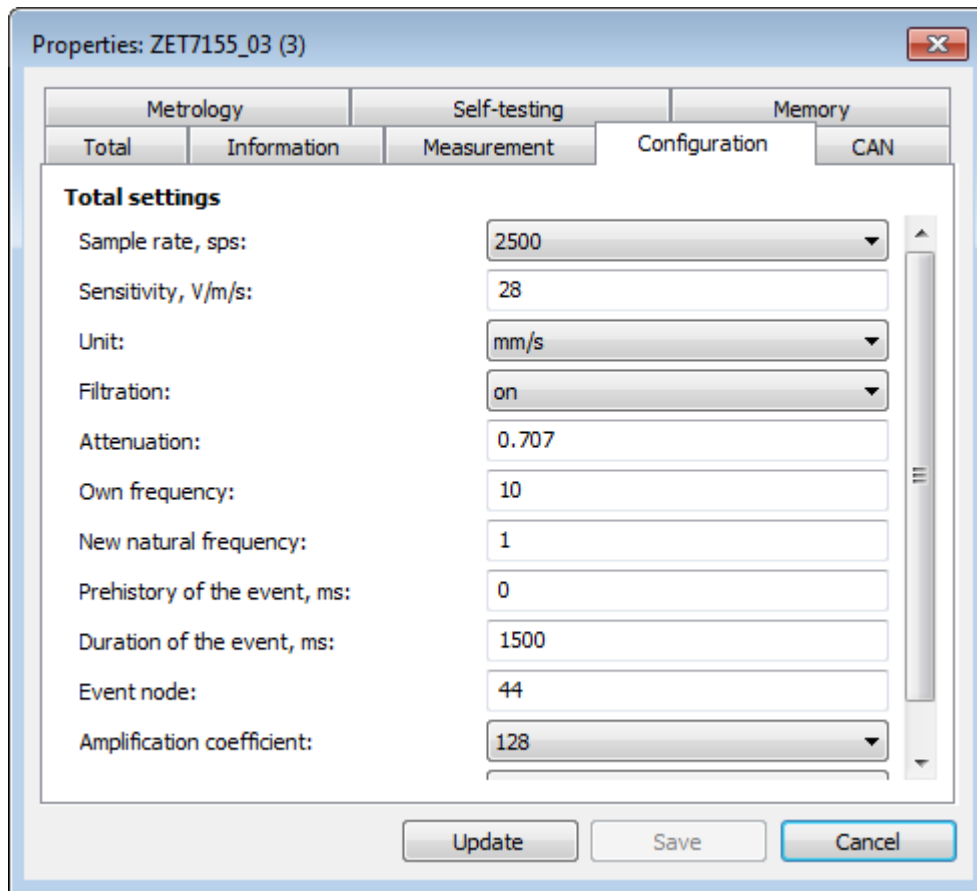 Properties: ZET7155_03 (3)
Metrology Self-testing Memory
Total Information Measurement Configuration CAN
Total settings
Sample rate, sps: 2500
Sensitivity, V/m/s: 28
Unit: mm/s
Filtration: on
Attenuation: 0.707
Own frequency: 10
New natural frequency: 1
Prehistory of the event, ms: 0
Duration of the event, ms: 1500
Event node: 44
Amplification coefficient: 128
Update Save Cancel